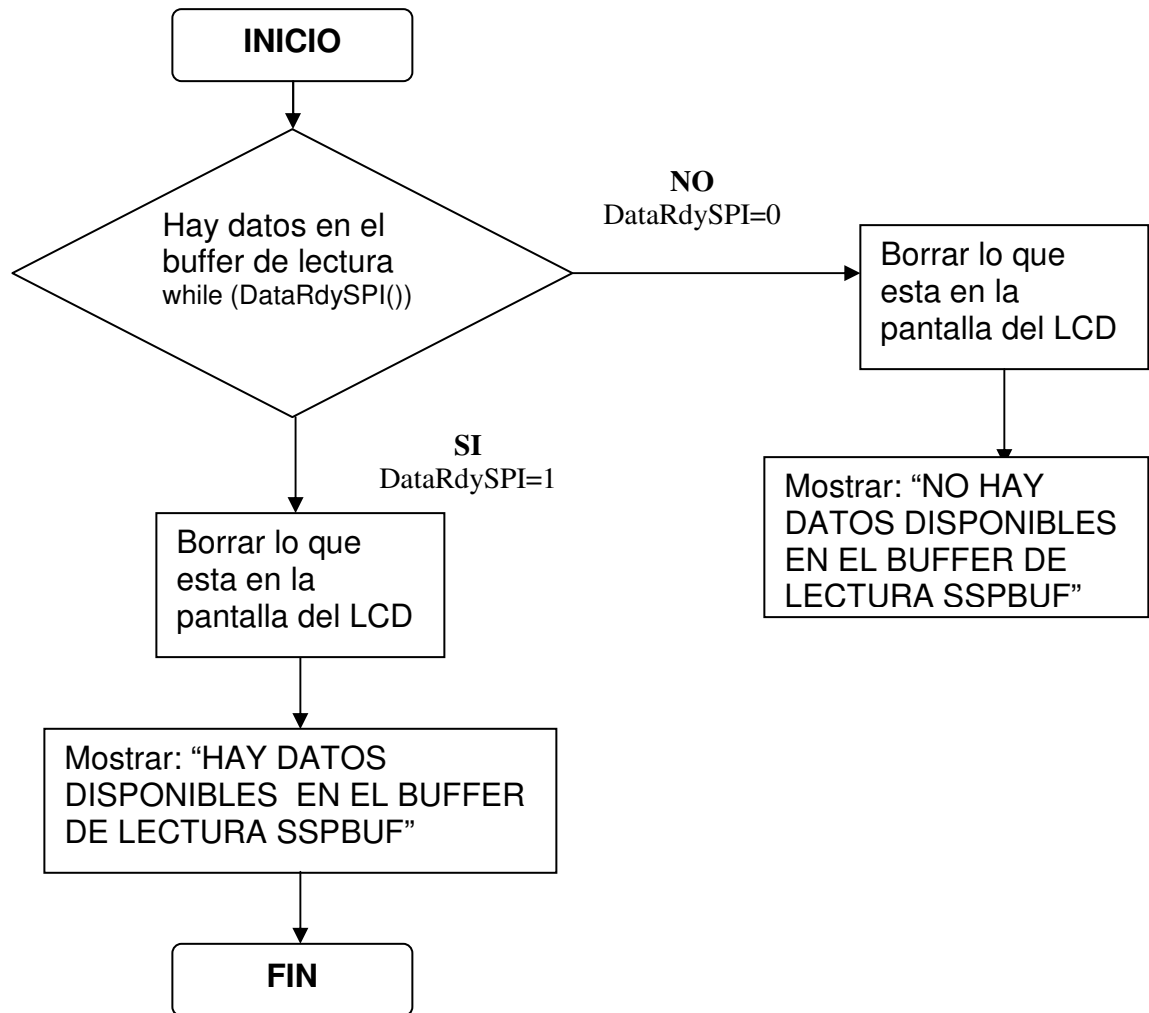 INICIO
Hay datos en el
buffer de lectura
while (DataRdySPI())
NO
DataRdySPI=0
Borrar lo que
esta en la
pantalla del LCD
Mostrar: “NO HAY
DATOS DISPONIBLES
EN EL BUFFER DE
LECTURA SSPBUF”
SI
DataRdySPI=1
Borrar lo que
esta en la
pantalla del LCD
Mostrar: “HAY DATOS
DISPONIBLES  EN EL BUFFER
DE LECTURA SSPBUF”
FIN